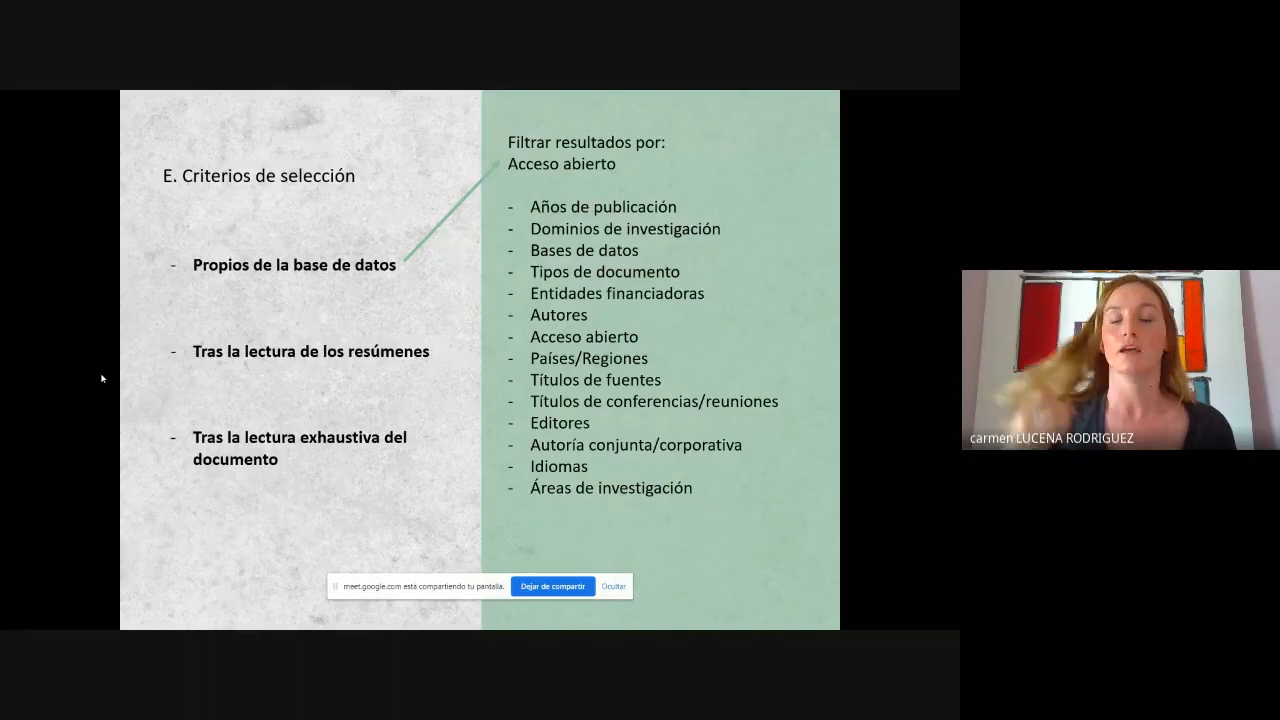 E. Criterios de selección
- Propios de la base de datos
- Tras la lectura de los resúmenes
- Tras la lectura exhaustiva del
documento
Filtrar resultados por:
Acceso abierto
- Años de publicación
- Dominios de investigación
- Bases de datos
- Tipos de documento
- Entidades financiadoras
- Autores
- Acceso abierto
- Países/Regiones
- Títulos de fuentes
- Títulos de conferencias/reuniones
- Editores
- Autoría conjunta/corporativa
- Idiomas
- Áreas de investigación
meet.google.com está compartiendo tu pantalla. Dejar de compartir Ocultar
carmen LUCENA RODRIGUEZ